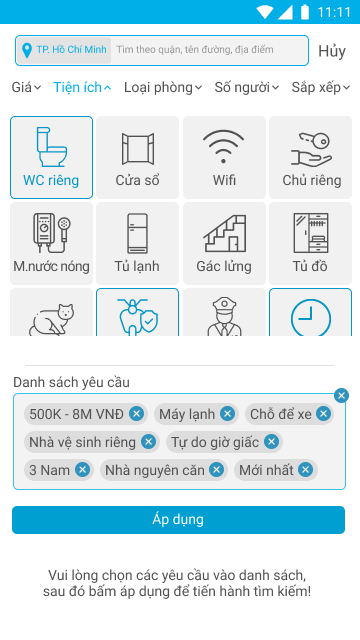 11:11
TP. Hồ Chí Minh Tìm theo quận, tên đường, địa điểm Hủy
Giá Tiện ích Loại phòng Số người Sắp xếp
WC riêng Cửa sổ Wifi Chủ riêng
M.nước nóng Tủ lạnh Gác lửng Tủ đồ
Danh sách yêu cầu
500K - 8M VNĐ Máy lạnh Chỗ để xe
Nhà vệ sinh riêng Tự do giờ giấc
3 Nam Nhà nguyên căn Mới nhất
Áp dụng
Vui lòng chọn các yêu cầu vào danh sách,
sau đó bấm áp dụng để tiến hành tìm kiếm!